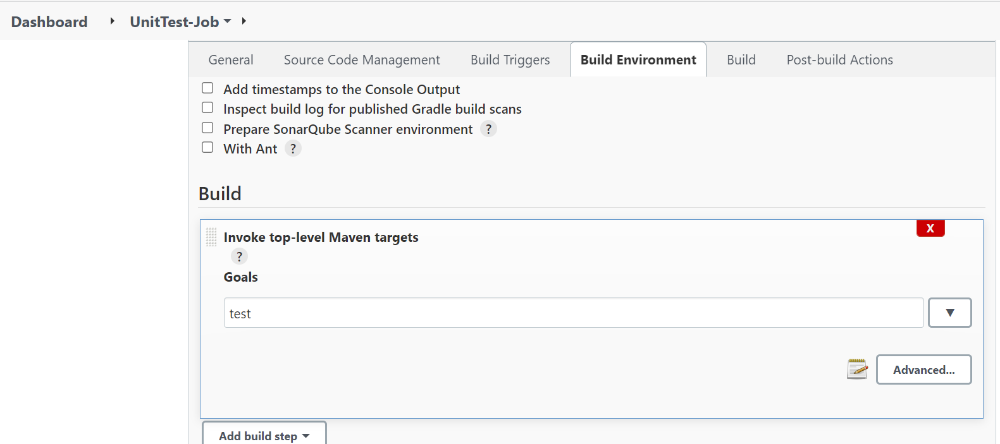 Dashboard UnitTest-Job
General Source Code Management Build Triggers Build Environment Build Post-build Actions
Add timestamps to the Console Output
Inspect build log for published Gradle build scans
Prepare SonarQube Scanner environment ?
With Ant ?
Build
Invoke top-level Maven targets
X
?
Goals
test
Advanced...
Add build step